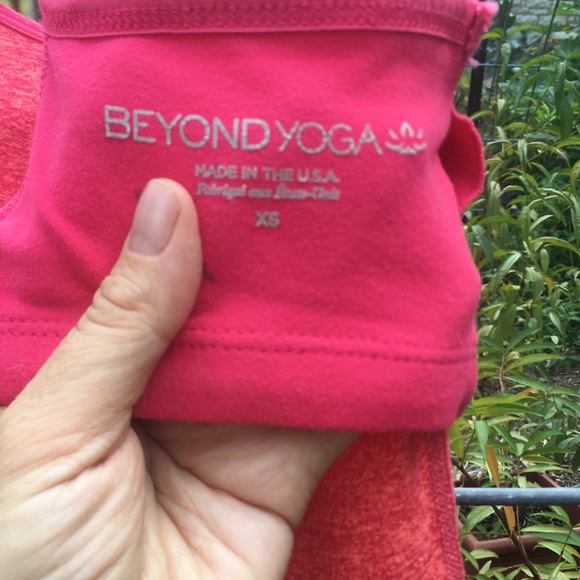 BEYOND YOGA
MADE IN THE U.S.A.
Fabriqué aux États-Unis
XS